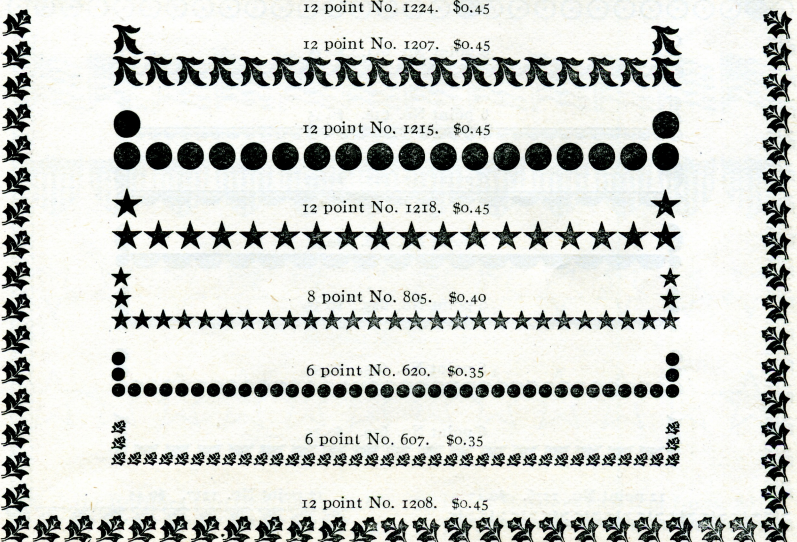 12 point No. 1224. $0.45
12 point No. 1207. $0.45
12 point No. 1215. $0.45
12 point No. 1218. $0.45
8 point No. 805. $0.40
6 point No. 620. $0.35
6 point No. 607. $0.35
12 point No. 1208. $0.45